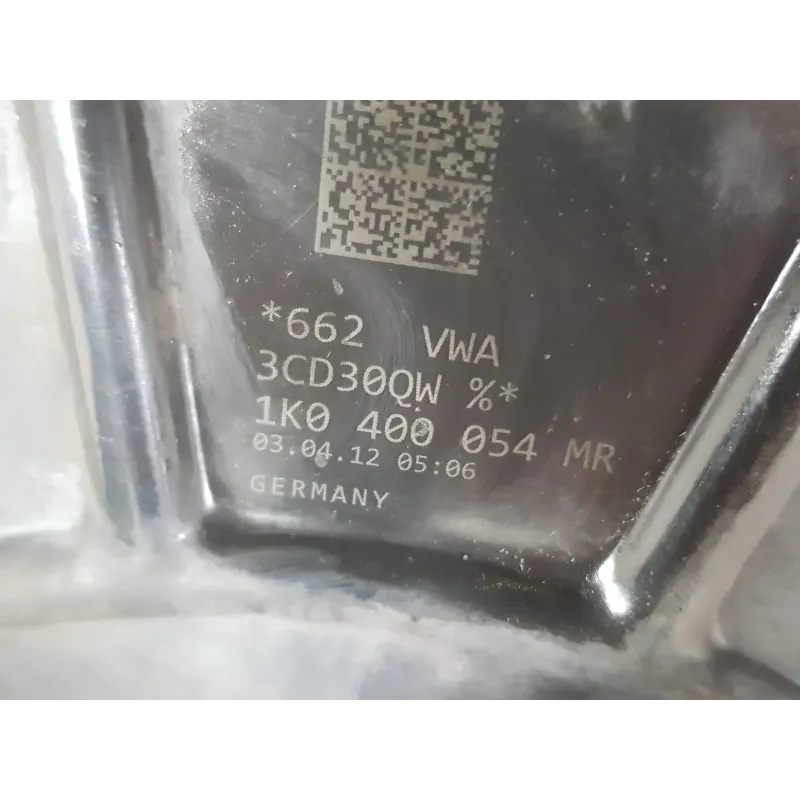 *662 VWA
3CD30QW %*
1K0 400 054 MR
03.04.12 05:06
GERMANY